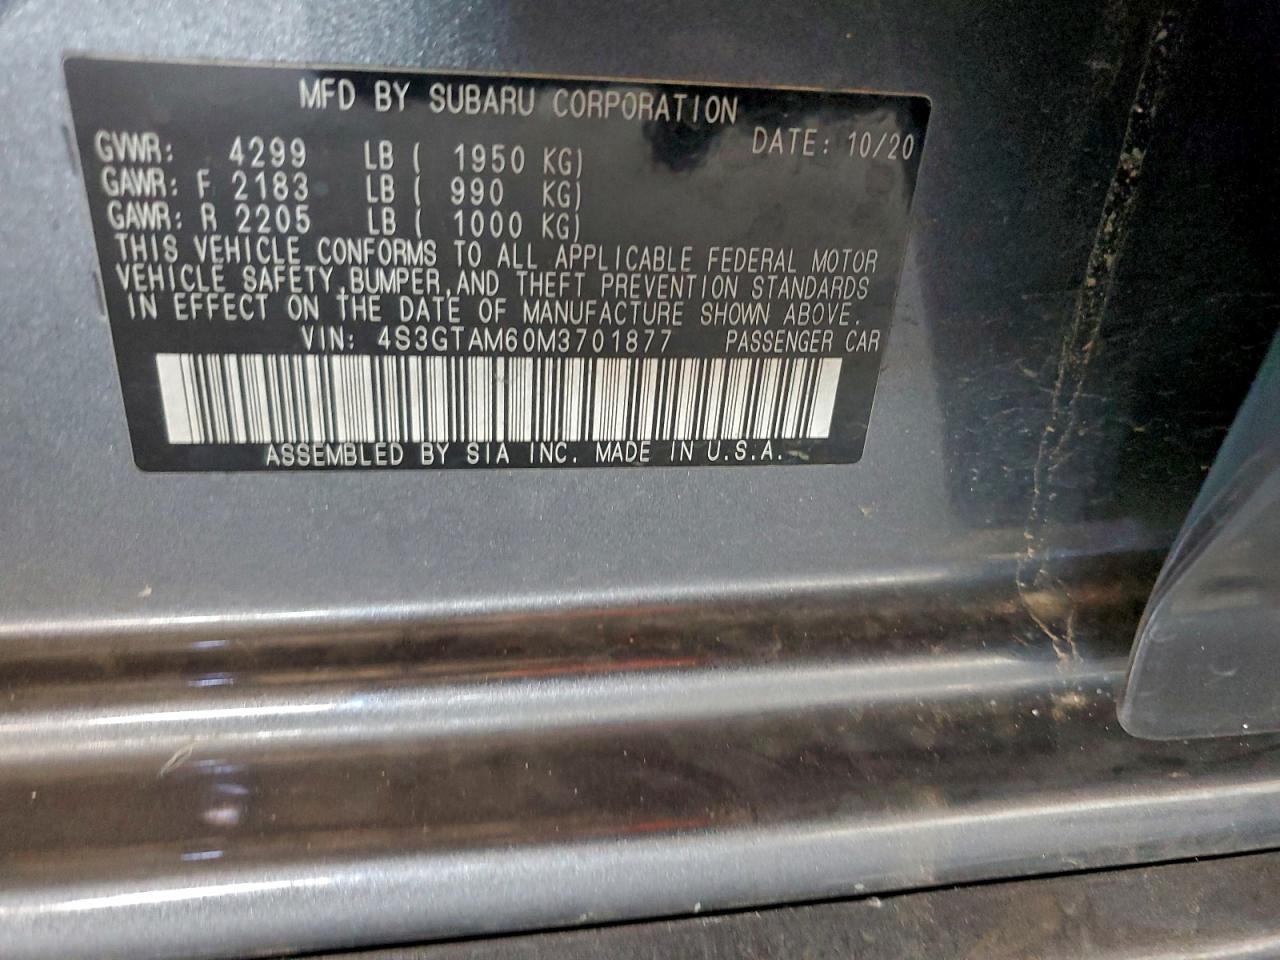 MFD BY SUBARU CORPORATION
DATE: 10/20
GVWR: 4299 LB ( 1950 KG)
GAWR: F 2183 LB ( 990 KG)
GAWR: R 2205 LB ( 1000 KG)
THIS VEHICLE CONFORMS TO ALL APPLICABLE FEDERAL MOTOR
VEHICLE SAFETY,BUMPER,AND THEFT PREVENTION STANDARDS
IN EFFECT ON THE DATE OF MANUFACTURE SHOWN ABOVE.
VIN: 4S3GTAM60M3701877 PASSENGER CAR
ASSEMBLED BY SIA INC. MADE IN U.S.A.